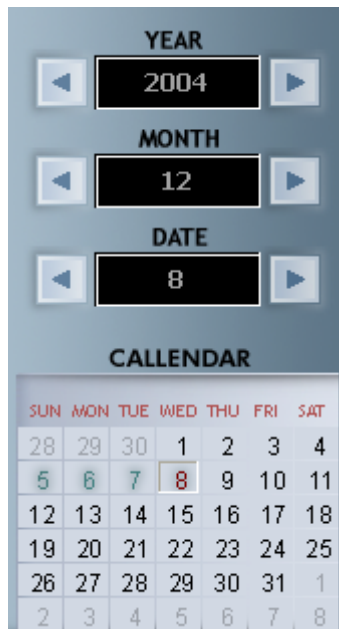 YEAR
2004
MONTH
12
DATE
8
CALLENDAR
SUN MON TUE WED THU FRI SAT
28 29 30 1 2 3 4
5 6 7 8 9 10 11
12 13 14 15 16 17 18
19 20 21 22 23 24 25
26 27 28 29 30 31 1
2 3 4 5 6 7 8